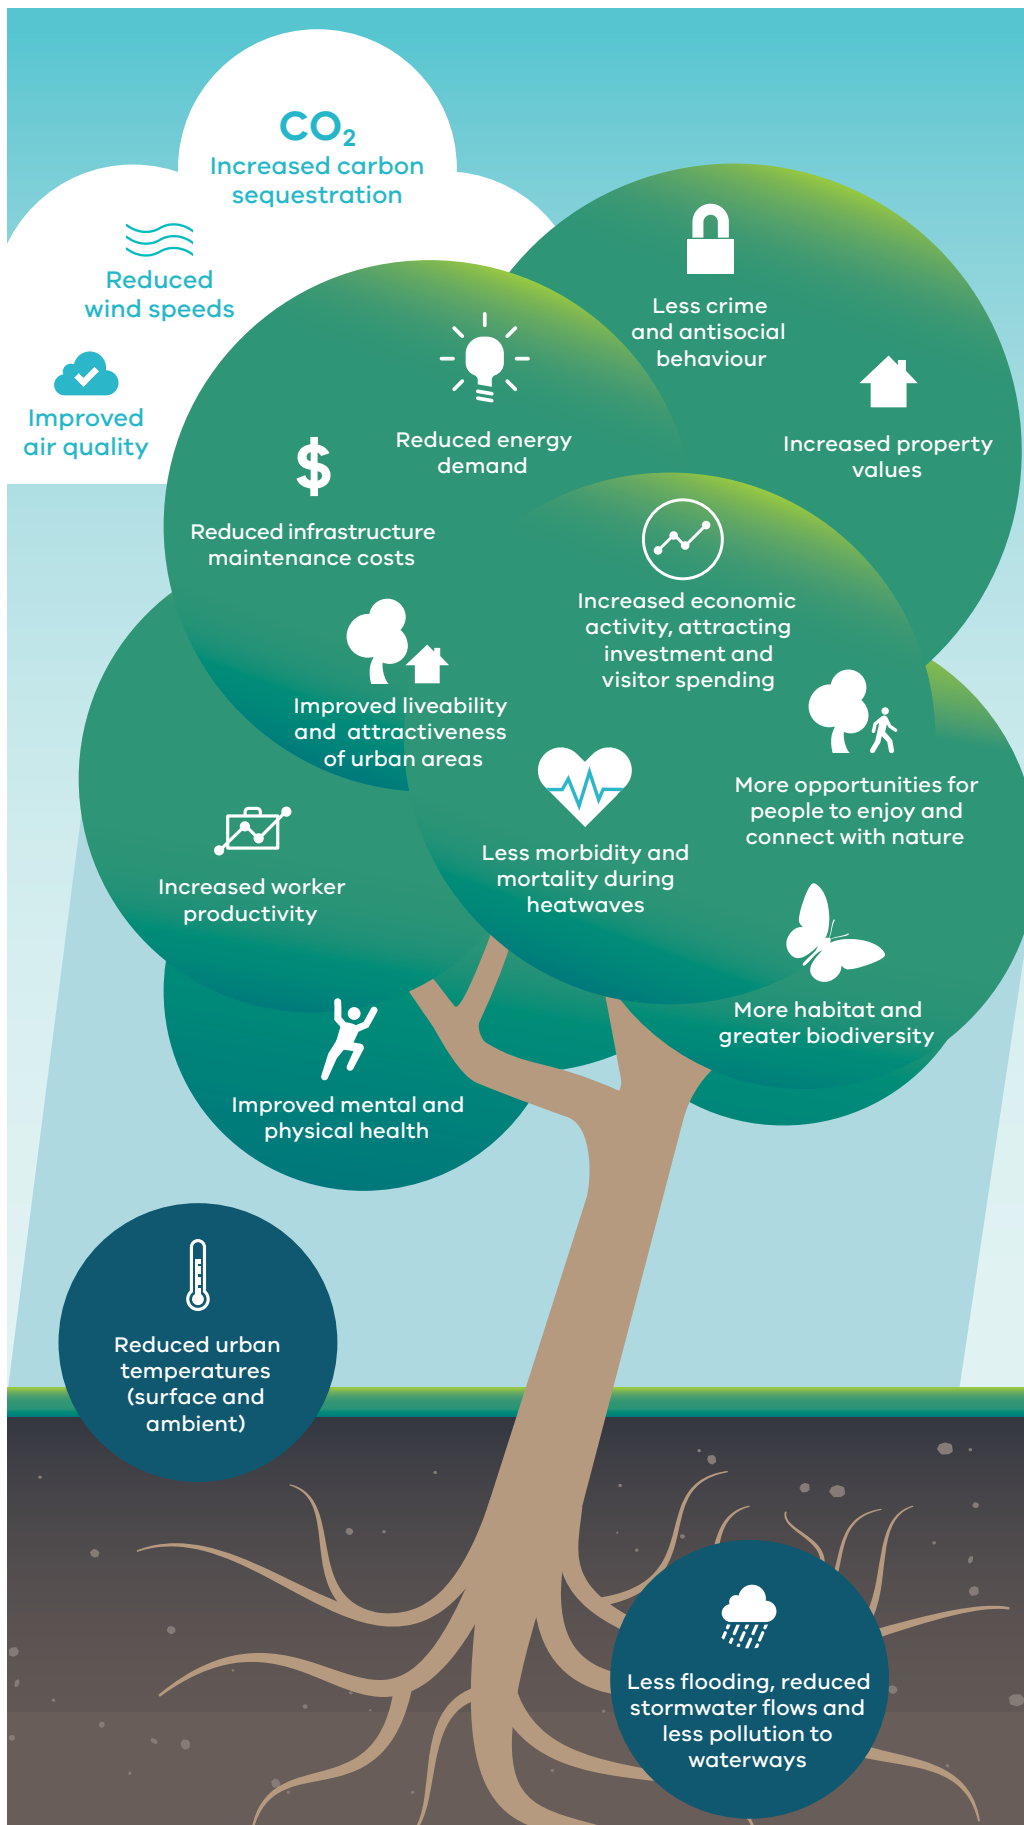 CO₂
Increased carbon
sequestration
Reduced
wind speeds
Improved
air quality
Less crime
and antisocial
behaviour
Increased property
values
Reduced energy
demand
$
Reduced infrastructure
maintenance costs
Increased economic
activity, attracting
investment and
visitor spending
Improved liveability
and attractiveness
of urban areas
More opportunities for
people to enjoy and
connect with nature
Less morbidity and
mortality during
heatwaves
Increased worker
productivity
More habitat and
greater biodiversity
Improved mental and
physical health
Reduced urban
temperatures
(surface and
ambient)
Less flooding, reduced
stormwater flows and
less pollution to
waterways